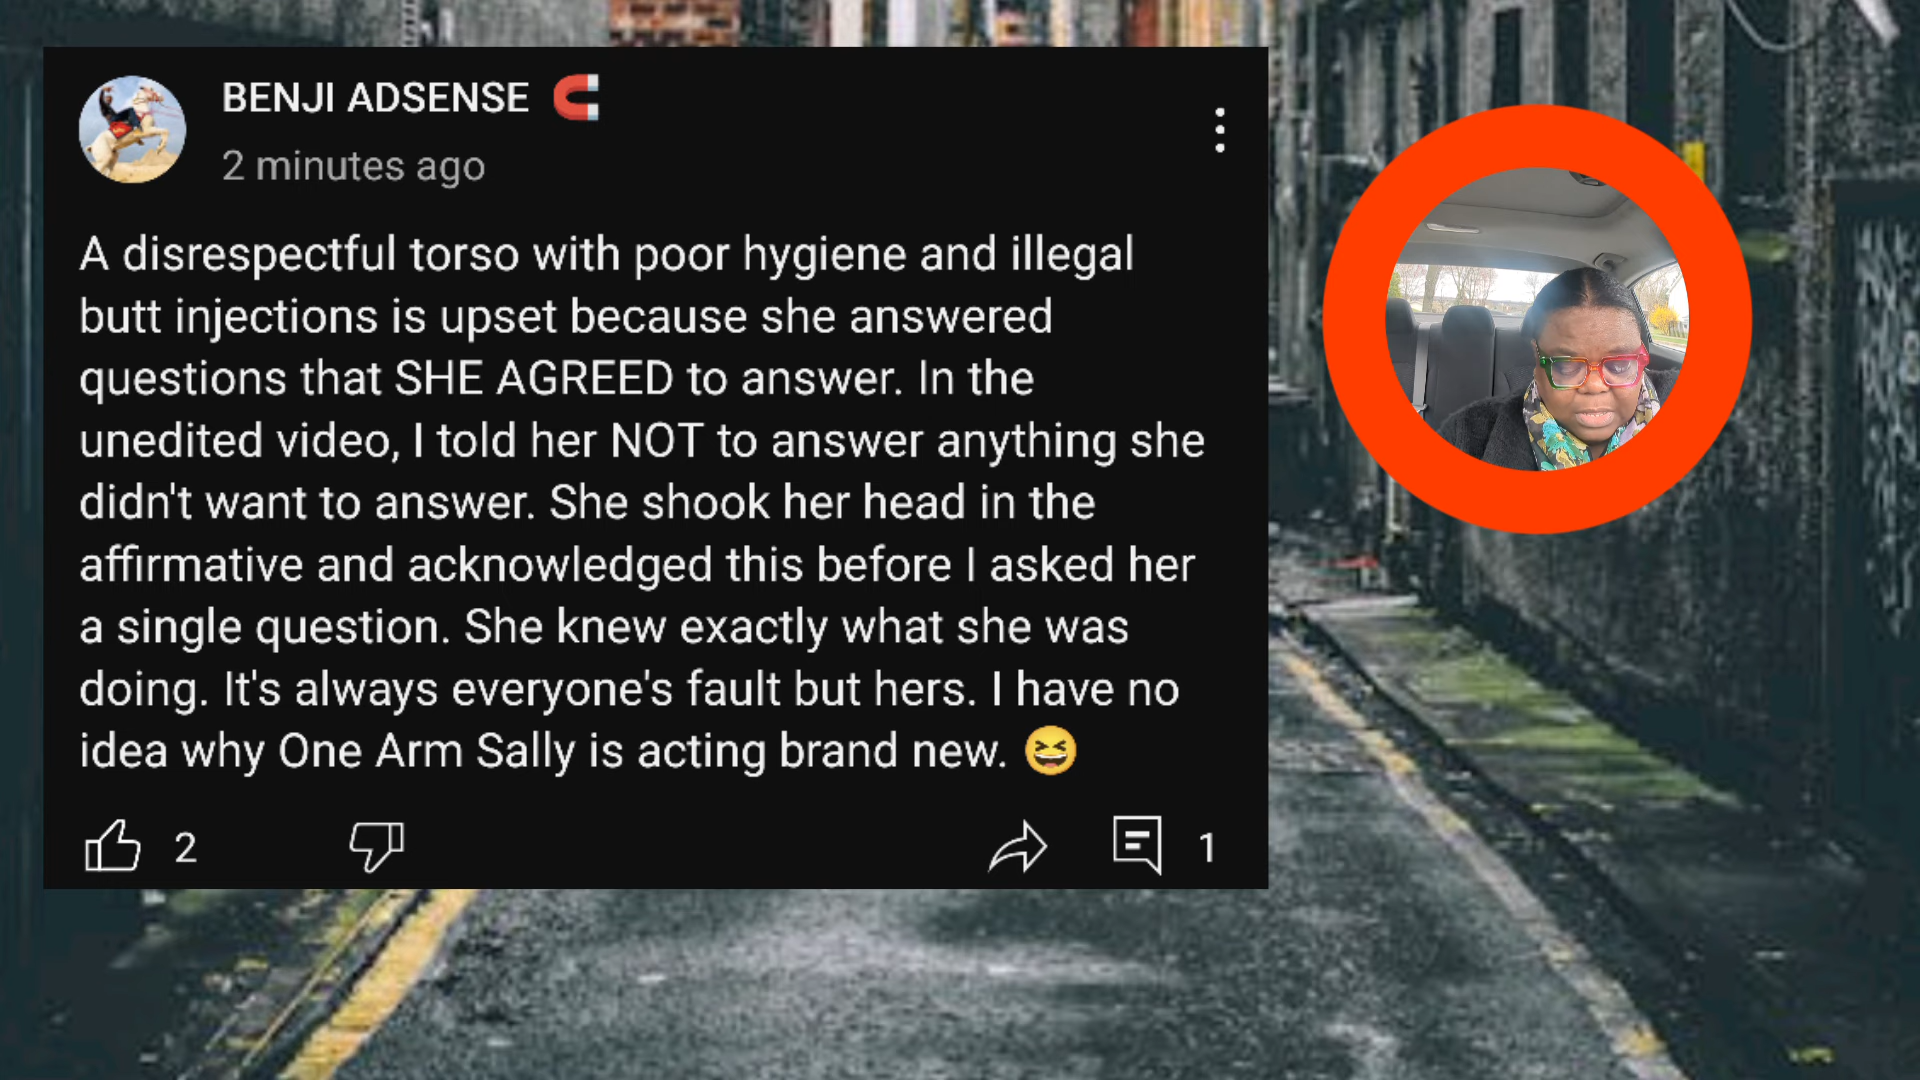 BENJI ADSENSE
2 minutes ago
A disrespectful torso with poor hygiene and illegal
butt injections is upset because she answered
questions that SHE AGREED to answer. In the
unedited video, I told her NOT to answer anything she
didn't want to answer. She shook her head in the
affirmative and acknowledged this before I asked her
a single question. She knew exactly what she was
doing. It's always everyone's fault but hers. I have no
idea why One Arm Sally is acting brand new. 😆
2
1